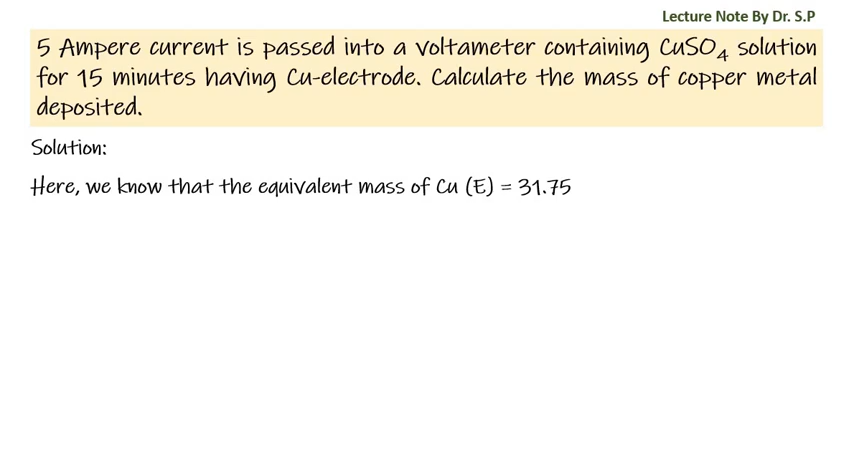 Lecture Note By Dr. S.P
5 Ampere current is passed into a voltameter containing CuSO₄ solution
for 15 minutes having Cu-electrode. Calculate the mass of copper metal
deposited.
Solution:
Here, we know that the equivalent mass of Cu (E) = 31.75